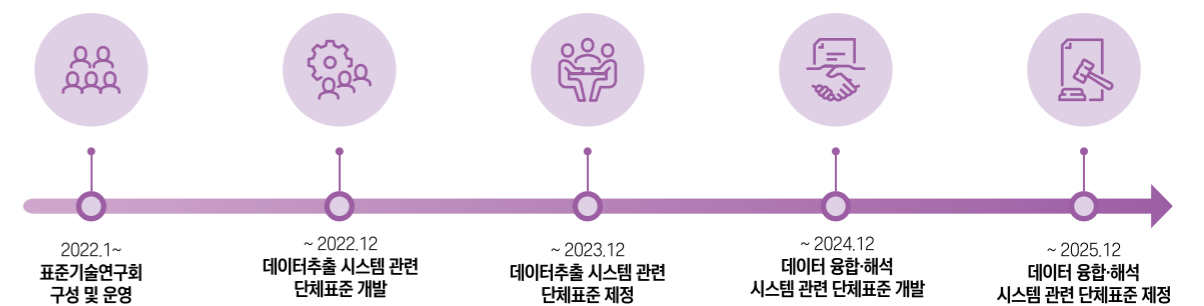 2022.1~
표준기술연구회
구성 및 운영
~ 2022.12
데이터추출 시스템 관련
단체표준 개발
~ 2023.12
데이터추출 시스템 관련
단체표준 제정
~ 2024.12
데이터 융합·해석
시스템 관련 단체표준 개발
~ 2025.12
데이터 융합·해석
시스템 관련 단체표준 제정